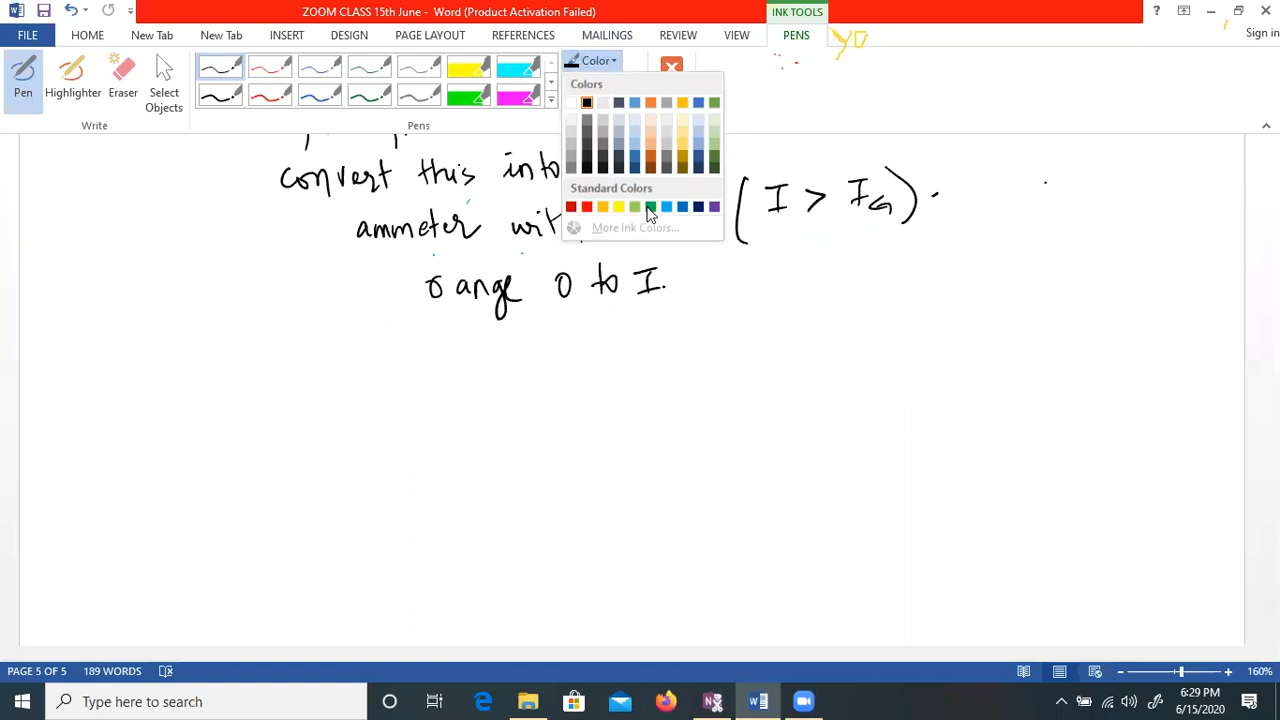 ZOOM CLASS 15th June - Word (Product Activation Failed)
INK TOOLS
?
FILE HOME New Tab New Tab INSERT DESIGN PAGE LAYOUT REFERENCES MAILINGS REVIEW VIEW PENS
Sign in
Pen Highlighter Eraser Select Objects
Color
Write
Pens
Colors
Standard Colors
More Ink Colors...
convert this into
(I > IG).
ammeter wit
range 0 to I.
PAGE 5 OF 5 189 WORDS
160%
Type here to search
6:29 PM
6/15/2020